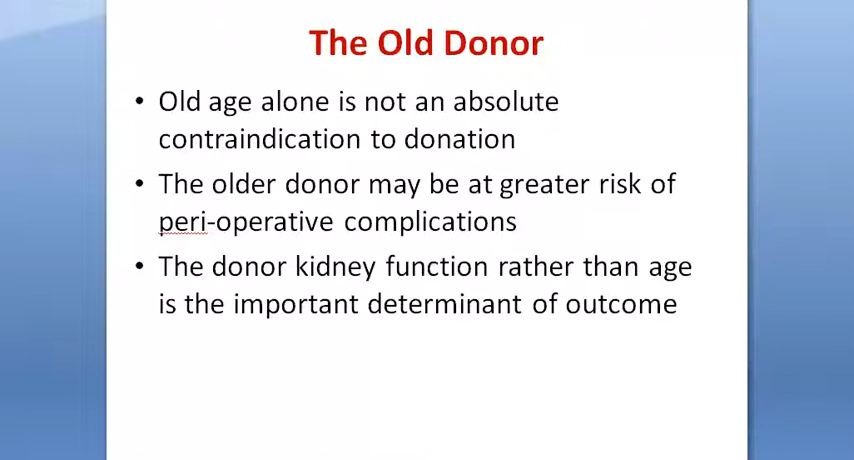 The Old Donor
• Old age alone is not an absolute
contraindication to donation
• The older donor may be at greater risk of
peri-operative complications
• The donor kidney function rather than age
is the important determinant of outcome